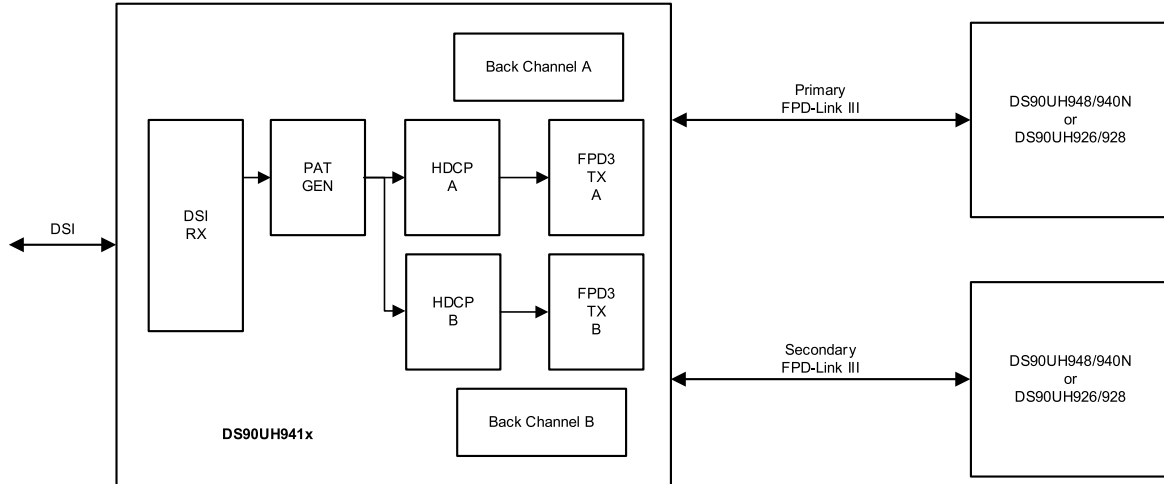 DSI
DS90UH941x
DSI
RX
PAT
GEN
Back Channel A
HDCP
A
FPD3
TX
A
HDCP
B
FPD3
TX
B
Back Channel B
Primary
FPD-Link III
DS90UH948/940N
or
DS90UH926/928
Secondary
FPD-Link III
DS90UH948/940N
or
DS90UH926/928